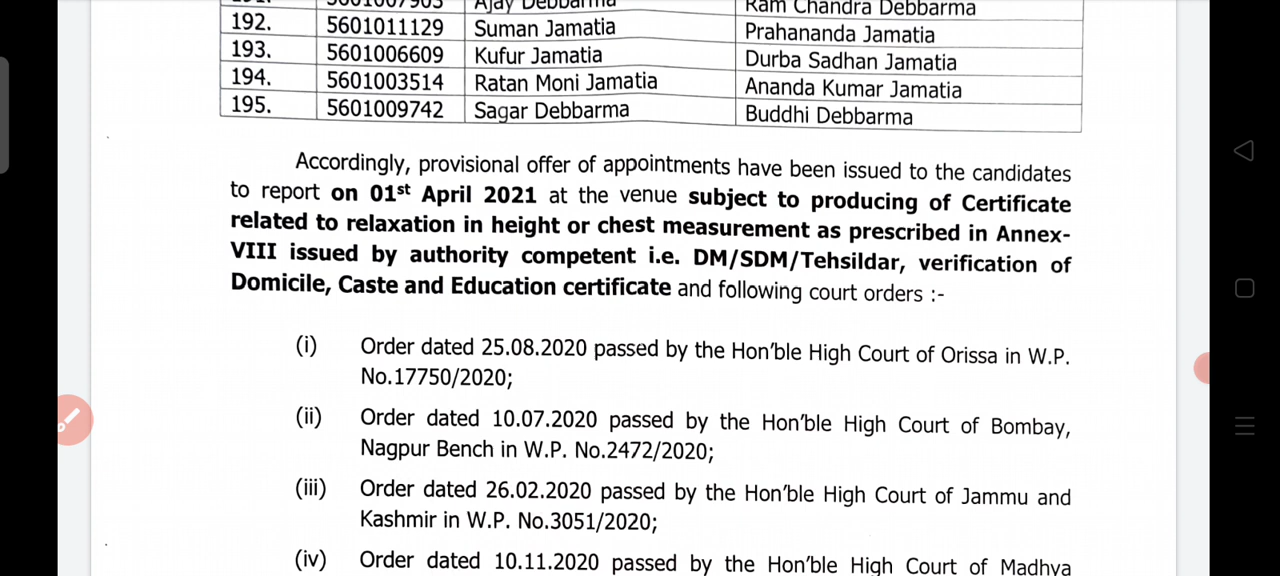 191. 5601007903 Ajay Debbarma Ram Chandra Debbarma
192. 5601011129 Suman Jamatia Prahananda Jamatia
193. 5601006609 Kufur Jamatia Durba Sadhan Jamatia
194. 5601003514 Ratan Moni Jamatia Ananda Kumar Jamatia
195. 5601009742 Sagar Debbarma Buddhi Debbarma
Accordingly, provisional offer of appointments have been issued to the candidates
to report on 01st April 2021 at the venue subject to producing of Certificate
related to relaxation in height or chest measurement as prescribed in Annex-
VIII issued by authority competent i.e. DM/SDM/Tehsildar, verification of
Domicile, Caste and Education certificate and following court orders :-
(i) Order dated 25.08.2020 passed by the Hon'ble High Court of Orissa in W.P.
No.17750/2020;
(ii) Order dated 10.07.2020 passed by the Hon'ble High Court of Bombay,
Nagpur Bench in W.P. No.2472/2020;
(iii) Order dated 26.02.2020 passed by the Hon'ble High Court of Jammu and
Kashmir in W.P. No.3051/2020;
(iv) Order dated 10.11.2020 passed by the Hon'ble High Court of Madhya